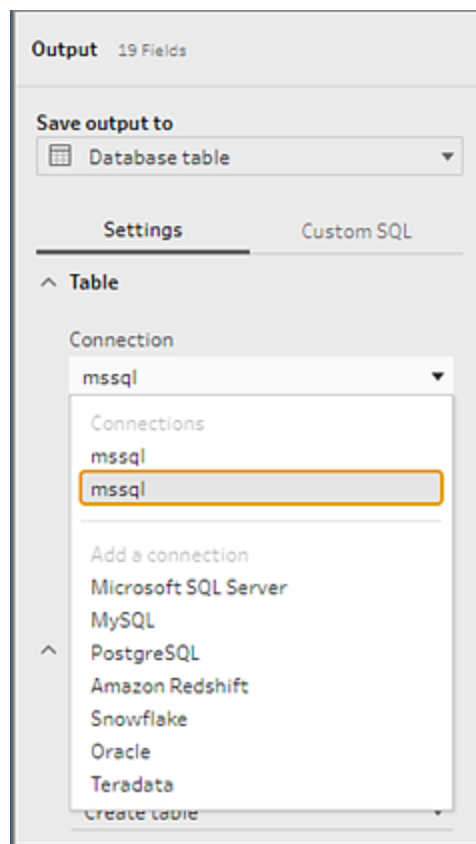 Output 19 Fields
Save output to
Database table
Settings Custom SQL
Table
Connection
mssql
Connections
mssql
mssql
Add a connection
Microsoft SQL Server
MySQL
PostgreSQL
Amazon Redshift
Snowflake
Oracle
Teradata
Create table